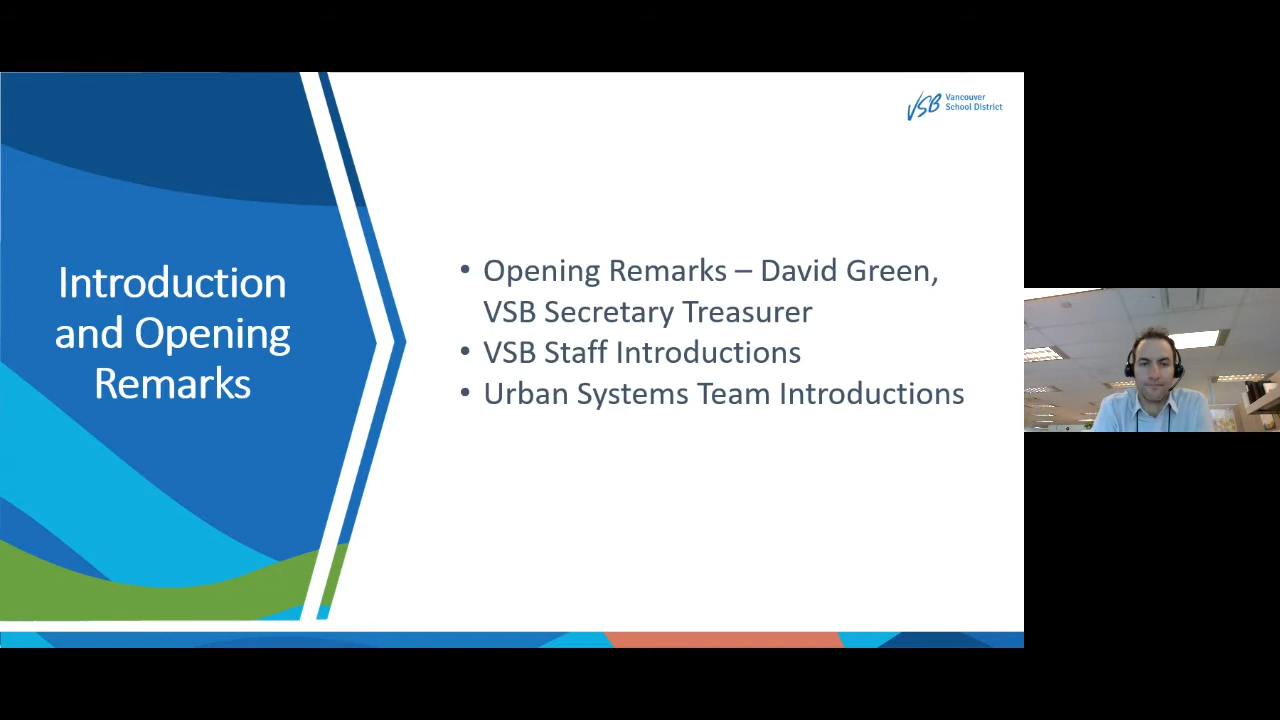 VSB Vancouver
School District
Introduction
and Opening
Remarks
• Opening Remarks – David Green,
VSB Secretary Treasurer
• VSB Staff Introductions
• Urban Systems Team Introductions